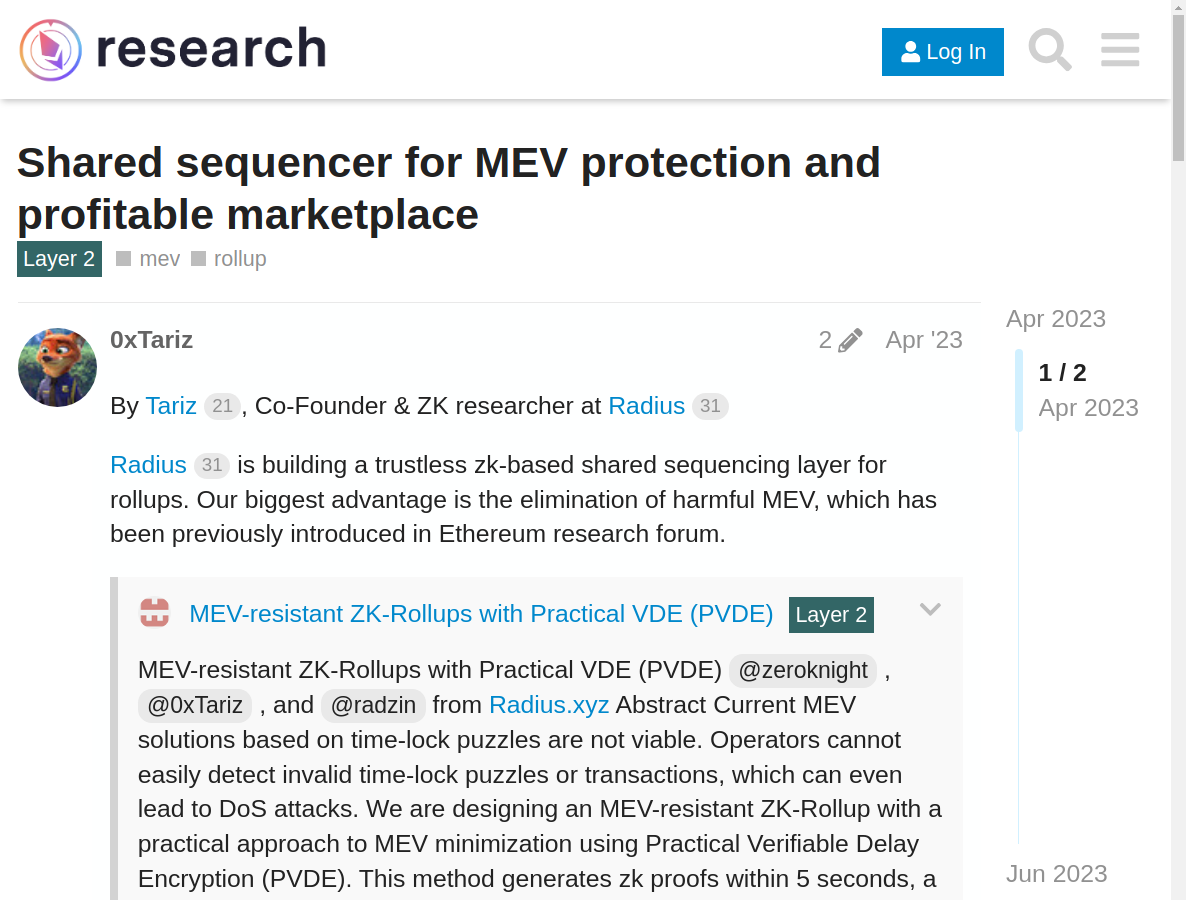 research
Log In
Shared sequencer for MEV protection and
profitable marketplace
Layer 2 mev rollup
Apr 2023
0xTariz 2 Apr '23
1 / 2
Apr 2023
By Tariz 21, Co-Founder & ZK researcher at Radius 31
Radius 31 is building a trustless zk-based shared sequencing layer for
rollups. Our biggest advantage is the elimination of harmful MEV, which has
been previously introduced in Ethereum research forum.
MEV-resistant ZK-Rollups with Practical VDE (PVDE) Layer 2
MEV-resistant ZK-Rollups with Practical VDE (PVDE) @zeroknight ,
@0xTariz , and @radzin from Radius.xyz Abstract Current MEV
solutions based on time-lock puzzles are not viable. Operators cannot
easily detect invalid time-lock puzzles or transactions, which can even
lead to DoS attacks. We are designing an MEV-resistant ZK-Rollup with a
practical approach to MEV minimization using Practical Verifiable Delay
Encryption (PVDE). This method generates zk proofs within 5 seconds, a
Jun 2023